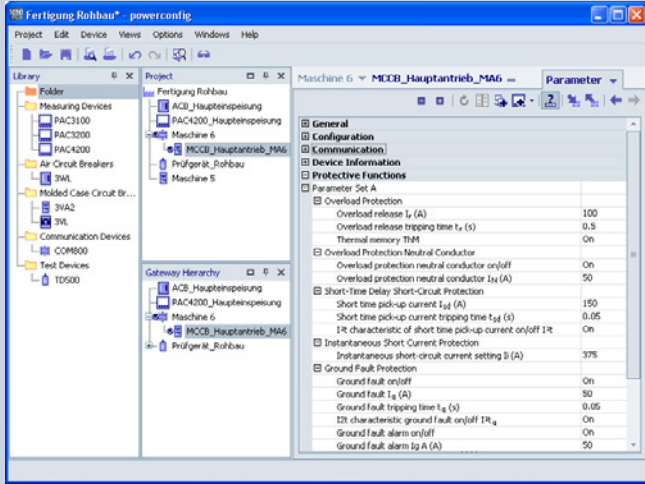 Fertigung Rohbau* - powerconfig
Project Edit Device Views Options Windows Help
Library
Folder
Measuring Devices
PAC3100
PAC3200
PAC4200
Air Circuit Breakers
3WL
Molded Case Circuit Br...
3VA2
3VL
Communication Devices
COM800
Test Devices
TD500
Project
Fertigung Rohbau
ACB_Haupteinspeisung
PAC4200_Haupteinspeisung
Maschine 6
MCCB_Hauptantrieb_MA6
Prüfgerät_Rohbau
Maschine 5
Gateway Hierarchy
ACB_Haupteinspeisung
PAC4200_Haupteinspeisung
Maschine 6
MCCB_Hauptantrieb_MA6
Prüfgerät_Rohbau
Maschine 6 MCCB_Hauptantrieb_MA6 Parameter
General
Configuration
Communication
Device Information
Protective Functions
Parameter Set A
Overload Protection
Overload release Ir (A) 100
Overload release tripping time tr (s) 0.5
Thermal memory ThM On
Overload Protection Neutral Conductor
Overload protection neutral conductor on/off On
Overload protection neutral conductor IN (A) 50
Short-Time Delay Short-Circuit Protection
Short time pick-up current Isd (A) 150
Short time pick-up current tripping time tsd (s) 0.05
I²t characteristic of short time pick-up current on/off I²t On
Instantaneous Short Current Protection
Instantaneous short-circuit current setting Ii (A) 375
Ground Fault Protection
Ground fault on/off On
Ground fault Ig (A) 50
Ground fault tripping time tg (s) 0.05
I2t characteristic ground fault on/off I²tg On
Ground fault alarm on/off On
Ground fault alarm Ig A (A) 50